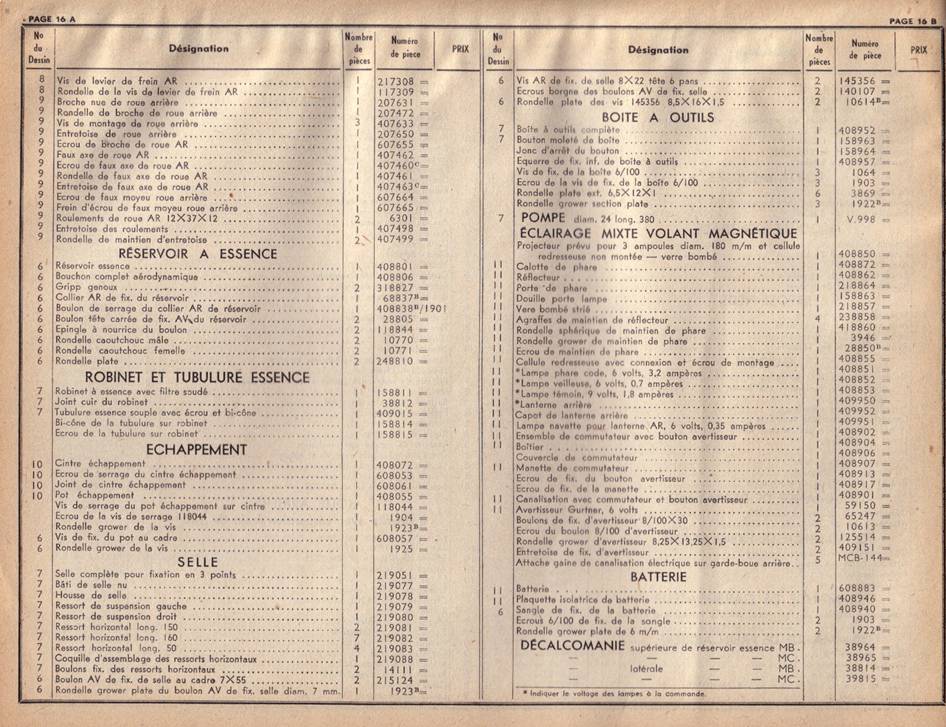 PAGE 16 A
No du Dessin Désignation Nombre de pièces Numéro de pièce PRIX
8 Vis de levier de frein AR 1 217308 =
8 Rondelle de la vis de levier de frein AR 1 117309 =
9 Broche nue de roue arrière 1 207631 =
9 Rondelle de broche de roue arrière 1 207472 =
9 Vis de montage de roue arrière 3 407633 =
9 Entretoise de roue arrière 1 207650 =
9 Ecrou de broche de roue AR 1 607655 =
9 Faux axe de roue AR 1 407462 =
9 Ecrou de faux axe de roue AR 1 407460C=
9 Rondelle de faux axe de roue AR 1 407461 =
9 Entretoise de faux axe de roue AR 1 407463C=
9 Ecrou de faux moyeu roue arrière 1 607664 =
9 Frein d'écrou de faux moyeu roue arrière 1 607665 =
9 Roulements de roue AR 12X37X12 2 6301 =
9 Entretoise des roulements 1 407498 =
9 Rondelle de maintien d'entretoise 2 407499 =
RÉSERVOIR A ESSENCE
6 Réservoir essence 1 408801 =
6 Bouchon complet aérodynamique 1 408806 =
6 Gripp genoux 2 318827 =
6 Collier AR de fix. du réservoir 1 68837B=
6 Boulon de serrage du collier AR de réservoir 1 408838B/1901
6 Boulon tête carrée de fix. AV du réservoir 2 28805 =
6 Epingle à nourrice du boulon 2 118844 =
6 Rondelle caoutchouc mâle 2 10770 =
6 Rondelle caoutchouc femelle 2 10771 =
6 Rondelle plate 2 248810 =
ROBINET ET TUBULURE ESSENCE
7 Robinet à essence avec filtre soudé 1 158811 =
7 Joint cuir du robinet 1 38812 =
7 Tubulure essence souple avec écrou et bi-cône 1 409015 =
Bi-cône de la tubulure sur robinet 1 158814 =
Ecrou de la tubulure sur robinet 1 158815 =
ECHAPPEMENT
10 Cintre échappement 1 408072 =
10 Ecrou de serrage du cintre échappement 1 608053 =
10 Joint de cintre échappement 1 608061 =
10 Pot échappement 1 408055 =
Vis de serrage du pot échappement sur cintre 1 118044 =
Ecrou de la vis de serrage 118044 1 1904 =
Rondelle grower de la vis 1 1923B=
6 Vis de fix. du pot au cadre 1 608057 =
6 Rondelle grower de la vis 1 1925 =
SELLE
7 Selle complète pour fixation en 3 points 1 219051 =
7 Bâti de selle nu 1 219077 =
7 Housse de selle 1 219078 =
7 Ressort de suspension gauche 1 219079 =
7 Ressort de suspension droit 1 219080 =
7 Ressort horizontal long. 150 2 219081 =
7 Ressort horizontal long. 160 7 219082 =
7 Ressort horizontal long. 50 4 219083 =
7 Coquille d'assemblage des ressorts horizontaux 1 219088 =
7 Boulons fix. des ressorts horizontaux 2 14111 =
6 Boulon AV de fix. de selle au cadre 7X55 2 215124 =
6 Rondelle grower plate du boulon AV de fix. selle diam. 7 mm. 1 1923B=
PAGE 16 B
No du Dessin Désignation Nombre de pièces Numéro de pièce PRIX
6 Vis AR de fix. de selle 8X22 tête 6 pans 2 145356 =
Ecrous borgne des boulons AV de fix. selle 2 140107 =
6 Rondelle plate des vis 145356 8,5X16X1,5 2 10614B=
BOITE A OUTILS
7 Boîte à outils complète 1 408952 =
7 Bouton moleté de boîte 1 158963 =
Jonc d'arrêt du bouton 1 158964 =
Equerre de fix. inf. de boîte à outils 1 408957 =
Vis de fix. de la boîte 6/100 3 1064 =
Ecrou de la vis de fix. de la boîte 6/100 3 1903 =
Rondelle plate ext. 6,5X12X1 6 3869 =
Rondelle grower section plate 3 1922B=
7 POMPE diam. 24 long. 380 1 V.998 =
ÉCLAIRAGE MIXTE VOLANT MAGNÉTIQUE
Projecteur prévu pour 3 ampoules diam. 180 m/m et cellule
redresseuse non montée — verre bombé 1 408850 =
11 Calotte de phare 1 408872 =
11 Réflecteur 1 408862 =
11 Porte de phare 1 218864 =
11 Douille porte lampe 1 158863 =
11 Vere bombé strié 1 218857 =
11 Agraffes de maintien de réflecteur 4 238858 =
11 Rondelle sphérique de maintien de phare 1 418860 =
11 Rondelle grower de maintien de phare 1 3946 =
11 Ecrou de maintien de phare 1 28850B=
11 Cellule redresseuse avec connexion et écrou de montage 1 408855 =
11 *Lampe phare code, 6 volts, 3,2 ampères 1 408851 =
11 *Lampe veilleuse, 6 volts, 0,7 ampères 1 408852 =
11 *Lampe témoin, 9 volts, 1,8 ampères 1 408853 =
11 *Lanterne arrière 1 409950 =
11 Capot de lanterne arrière 1 409952 =
11 Lampe navette pour lanterne AR, 6 volts, 0,35 ampères 1 409951 =
11 Ensemble de commutateur avec bouton avertisseur 1 408902 =
11 Boîtier 1 408904 =
Couvercle de commutateur 1 408906 =
11 Manette de commutateur 1 408907 =
Ecrou de fix. du bouton avertisseur 1 408913 =
Ecrou de fix. de la manette 1 408917 =
11 Canalisation avec commutateur et bouton avertisseur 1 408901 =
11 Avertisseur Gurtner, 6 volts 1 59150 =
Boulons de fix. d'avertisseur 8/100X30 2 65247 =
Ecrou du boulon 8/100 d'avertisseur 2 10613 =
Rondelle grower d'avertisseur 8,25X13,25X1,5 2 125514 =
Entretoise de fix. d'avertisseur 2 409151 =
Attache gaine de canalisation électrique sur garde-boue arrière 5 MCB-144=
BATTERIE
11 Batterie 1 608883 =
11 Plaquette isolatrice de batterie 1 408946 =
6 Sangle de fix. de la batterie 1 408940 =
Ecrous 6/100 de fix. de la sangle 2 1903 =
Rondelle grower plate de 6 m/m 2 1922B=
DÉCALCOMANIE supérieure de réservoir essence MB. 38964 =
— — — MC. 38965 =
— latérale — — MB. 38814 =
— — — MC. 39815 =
* Indiquer le voltage des lampes à la commande.